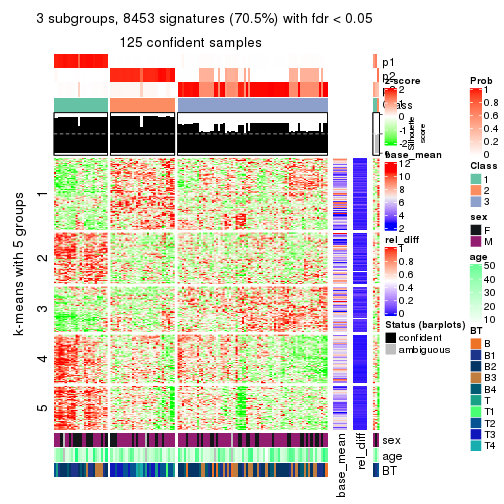 3 subgroups, 8453 signatures (70.5%) with fdr < 0.05
125 confident samples
p1
p2
Class
Silhouette
score
k-means with 5 groups
1
2
3
4
5
base_mean
rel_diff
sex
age
BT
z-score
2
1
0
-2
base_mean
12
10
8
6
4
2
rel_diff
1
0.8
0.6
0.4
0.2
0
Status (barplots)
confident
ambiguous
Prob
1
0.8
0.6
0.4
0.2
0
Class
1
2
3
sex
F
M
age
50
40
30
20
10
BT
B
B1
B2
B3
B4
T
T1
T2
T3
T4